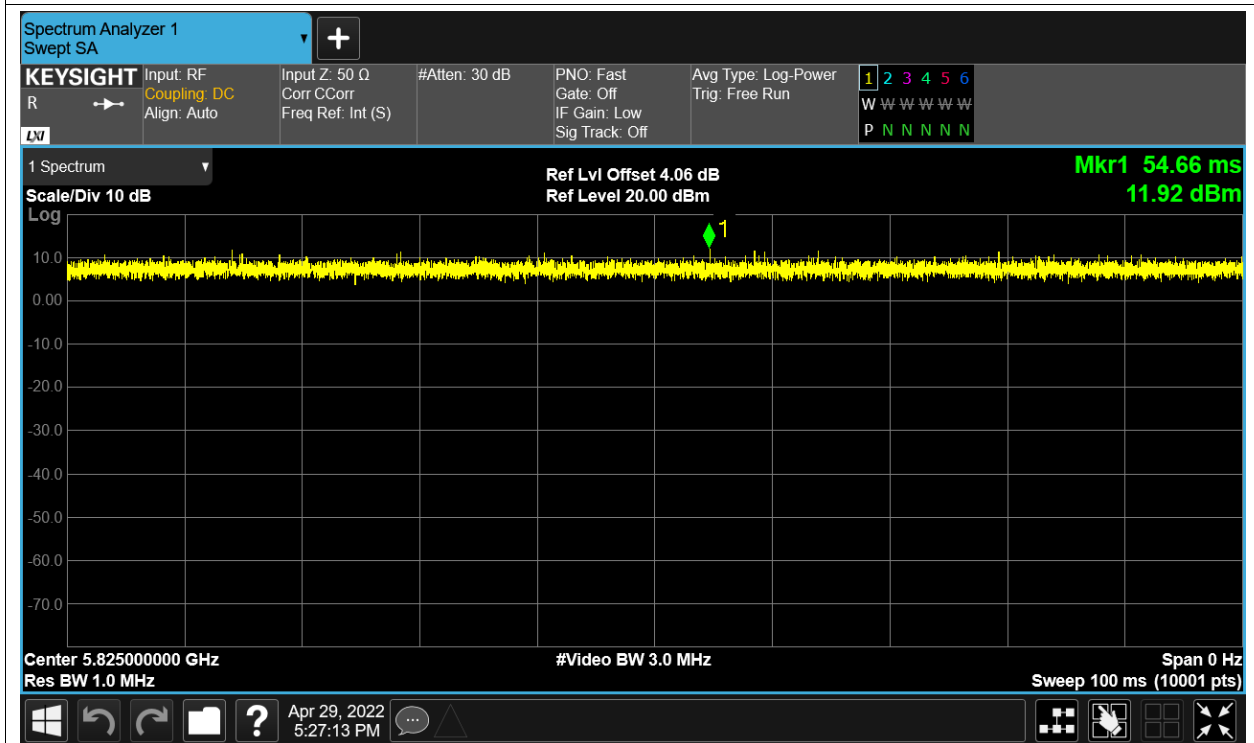 Spectrum Analyzer 1
Swept SA
KEYSIGHT
R
LXI
Input: RF
Coupling: DC
Align: Auto
Input Z: 50 Ω
Corr CCorr
Freq Ref: Int (S)
#Atten: 30 dB
PNO: Fast
Gate: Off
IF Gain: Low
Sig Track: Off
Avg Type: Log-Power
Trig: Free Run
1 2 3 4 5 6
W W W W W W
P N N N N N
1 Spectrum
Scale/Div 10 dB
Ref Lvl Offset 4.06 dB
Ref Level 20.00 dBm
Mkr1 54.66 ms
11.92 dBm
Log
1
10.0
0.00
-10.0
-20.0
-30.0
-40.0
-50.0
-60.0
-70.0
Center 5.825000000 GHz
#Video BW 3.0 MHz
Span 0 Hz
Res BW 1.0 MHz
Sweep 100 ms (10001 pts)
?
Apr 29, 2022
5:27:13 PM